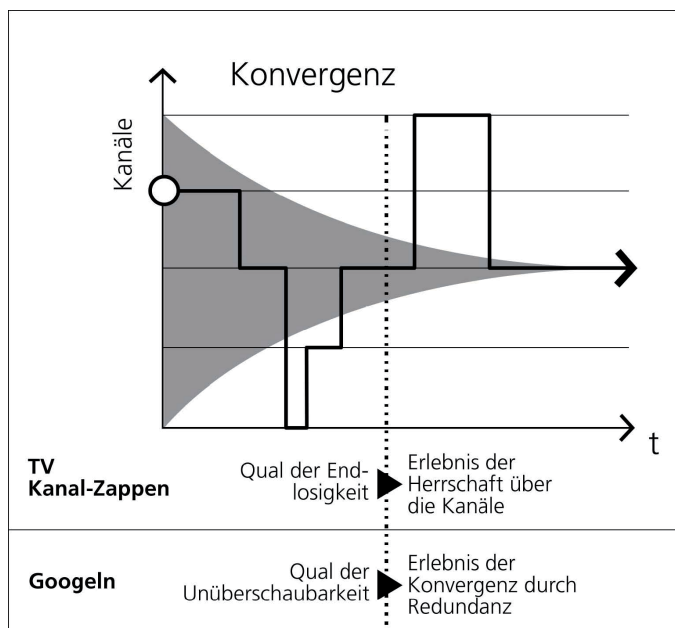 Konvergenz
Kanäle
t
TV
Kanal-Zappen
Qual der End-
losigkeit
Erlebnis der
Herrschaft über
die Kanäle
Googeln
Qual der
Unüberschaubarkeit
Erlebnis der
Konvergenz durch
Redundanz